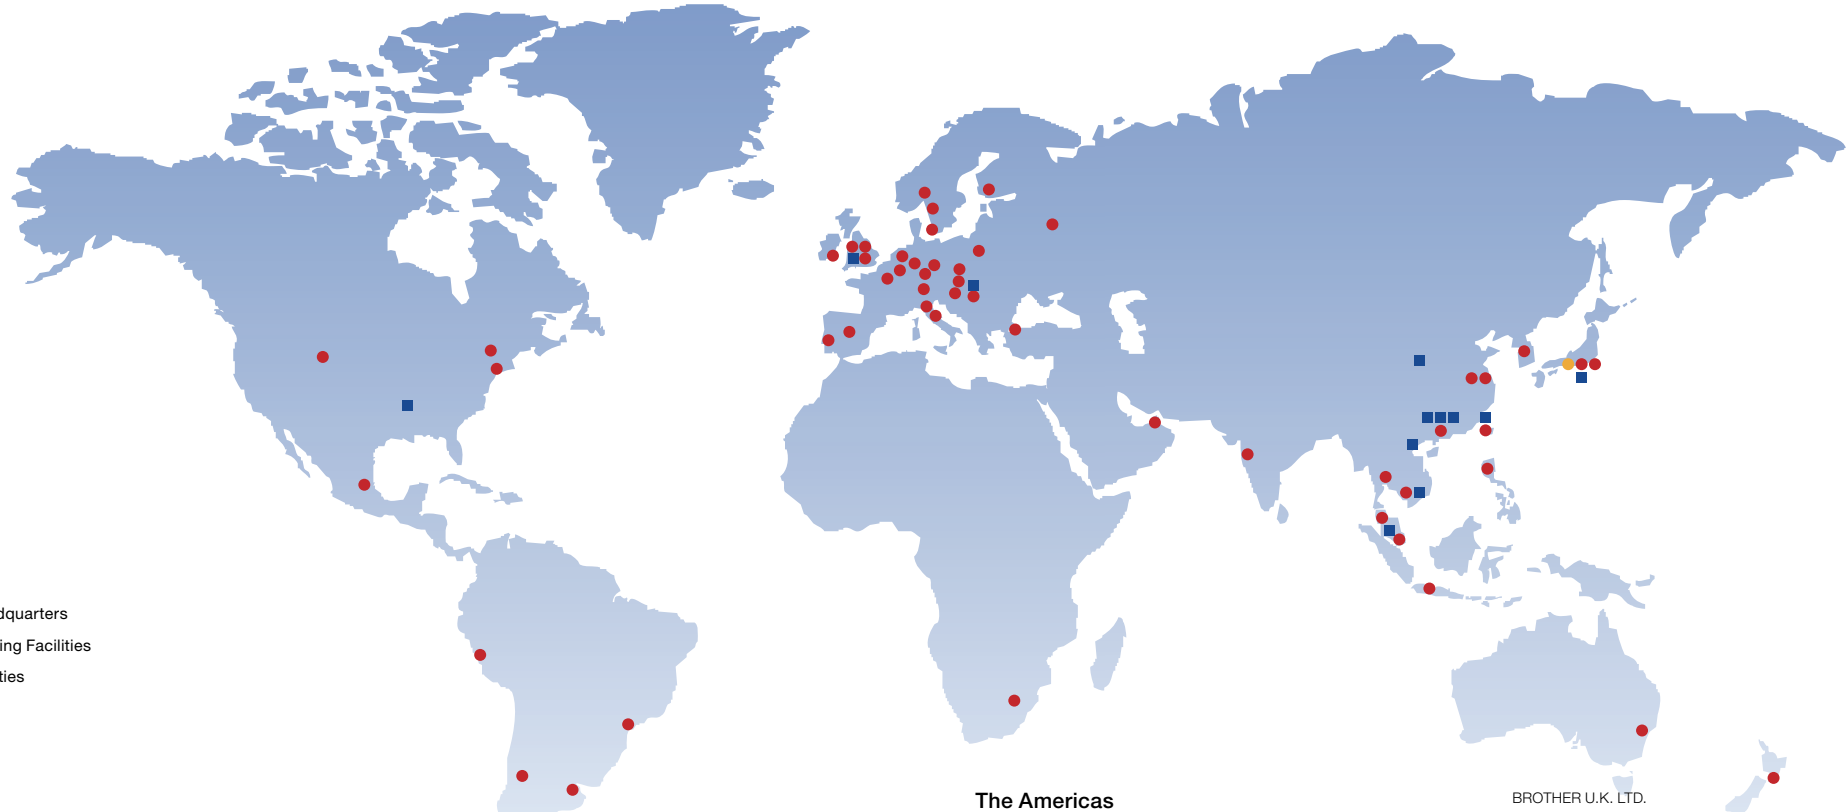 dquarters
ing Facilities
ties
The Americas
BROTHER U.K. LTD.